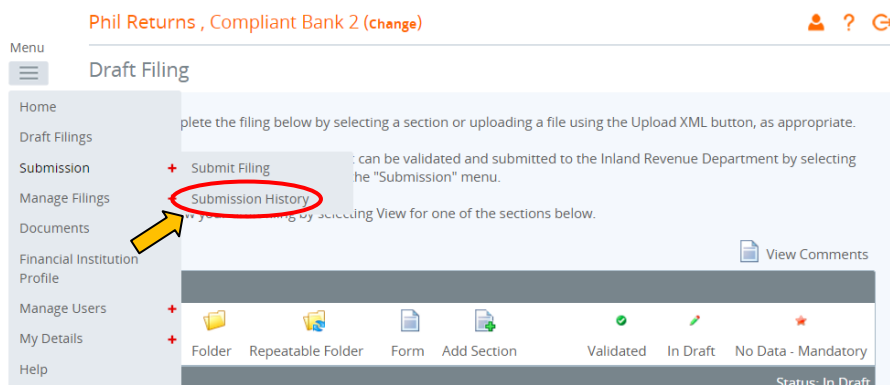 Phil Returns , Compliant Bank 2 (change)
?
Menu
Draft Filing
Home
plete the filing below by selecting a section or uploading a file using the Upload XML button, as appropriate.
Draft Filings
Submission + Submit Filing
can be validated and submitted to the Inland Revenue Department by selecting
the "Submission" menu.
Manage Filings + Submission History
your filing by selecting View for one of the sections below.
Documents
Financial Institution
Profile
View Comments
Manage Users +
My Details +
Folder Repeatable Folder Form Add Section Validated In Draft No Data - Mandatory
Help
Status: In Draft